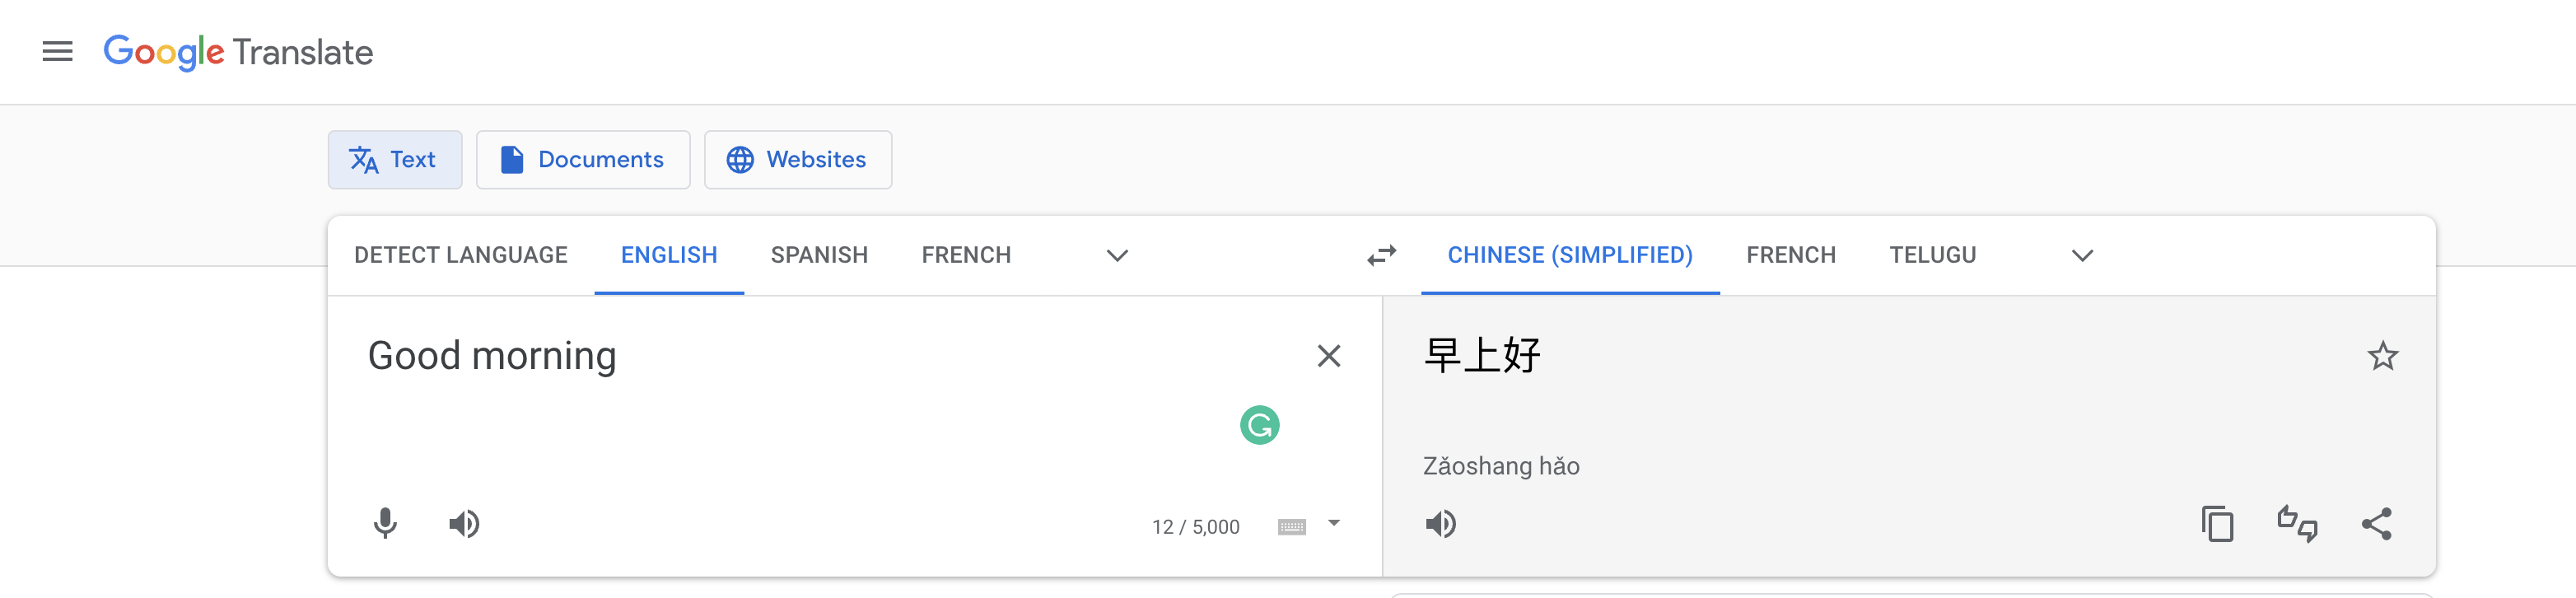 Google Translate
Text Documents Websites
DETECT LANGUAGE ENGLISH SPANISH FRENCH CHINESE (SIMPLIFIED) FRENCH TELUGU
Good morning
早上好
Zǎoshang hǎo
12 / 5,000